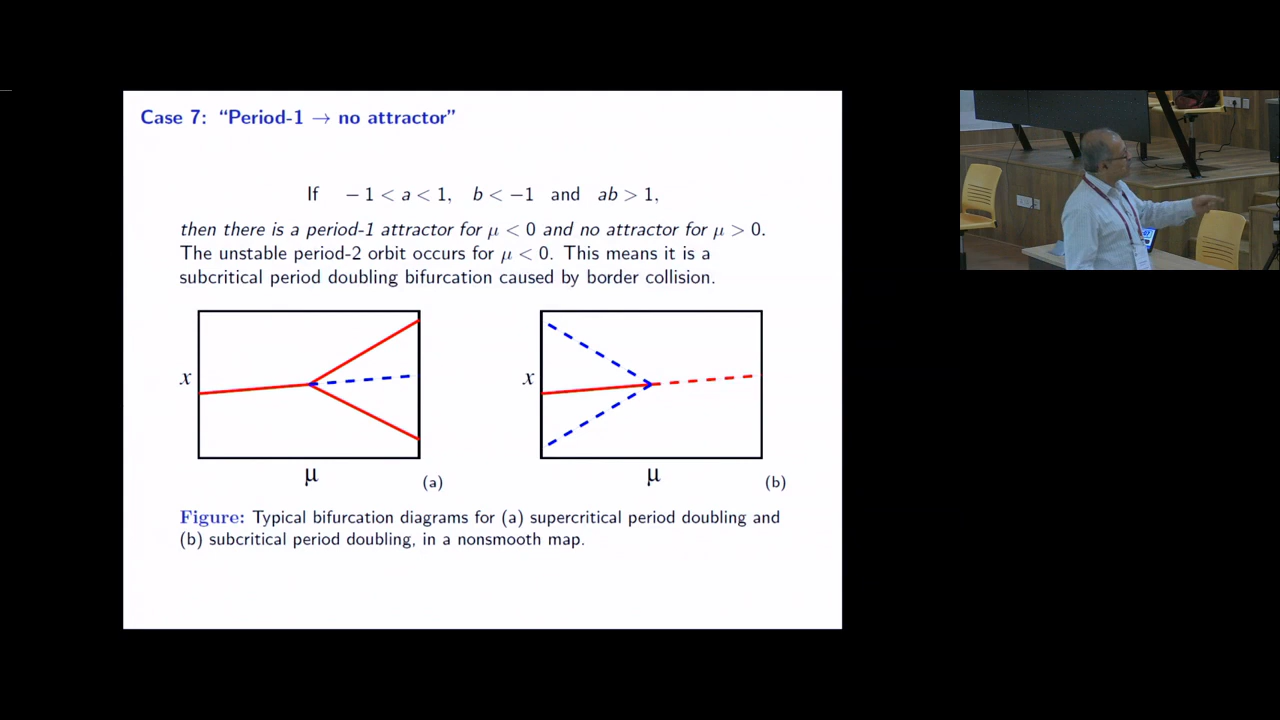 Case 7: “Period-1 → no attractor”
If − 1 < a < 1, b < −1 and ab > 1,
then there is a period-1 attractor for μ < 0 and no attractor for μ > 0.
The unstable period-2 orbit occurs for μ < 0. This means it is a
subcritical period doubling bifurcation caused by border collision.
x
μ
(a)
x
μ
(b)
Figure: Typical bifurcation diagrams for (a) supercritical period doubling and
(b) subcritical period doubling, in a nonsmooth map.